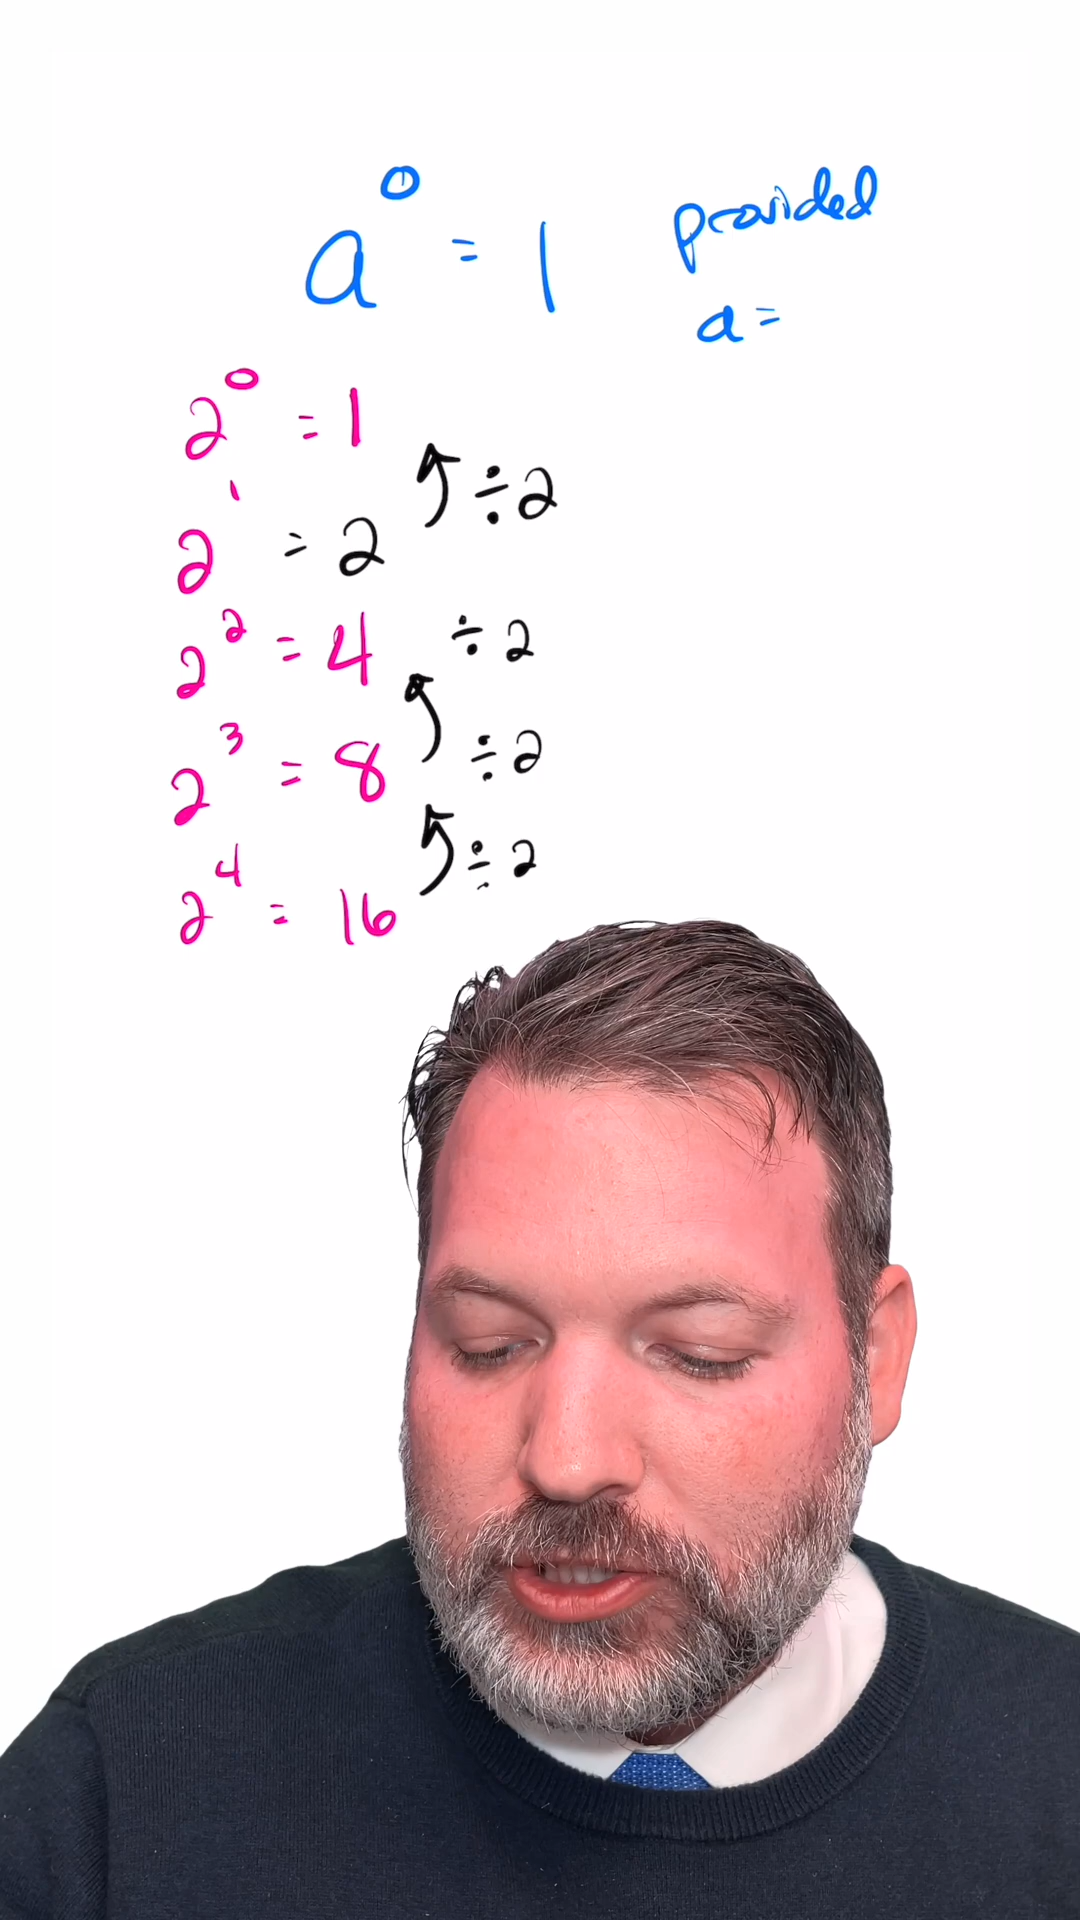 a⁰ = 1 provided
a =
2⁰ = 1
÷2
2¹ = 2
2² = 4 ÷2
2³ = 8 ÷2
÷2
2⁴ = 16